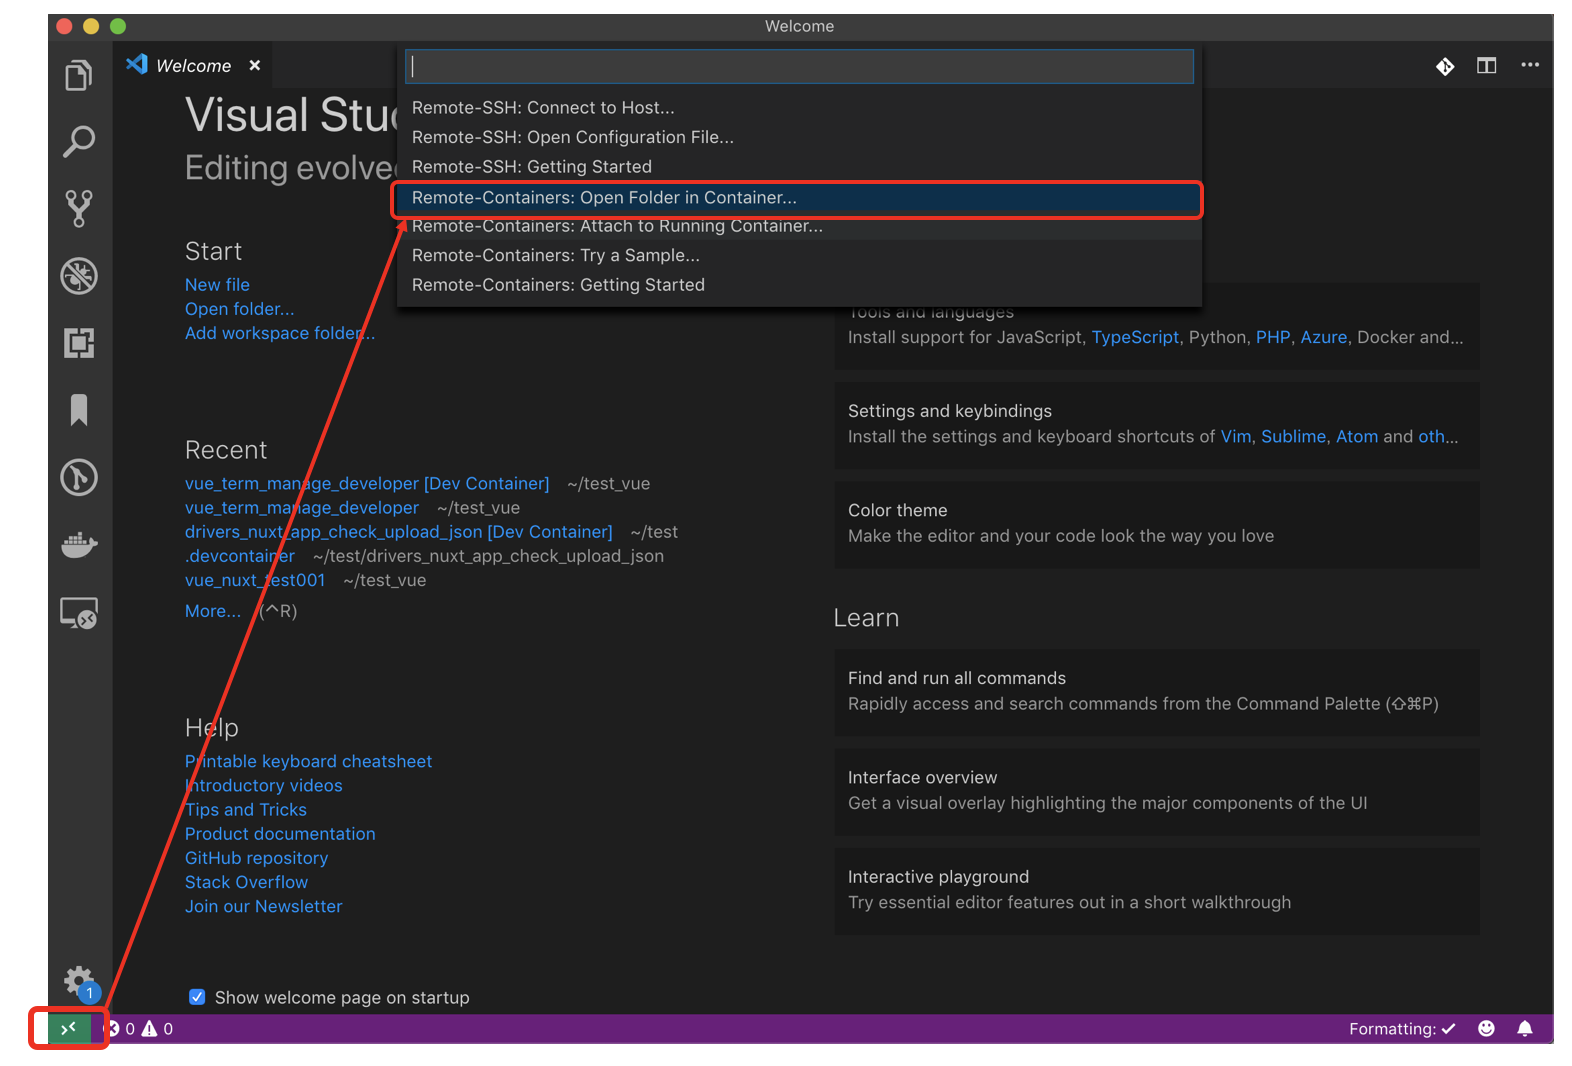 Welcome
Welcome
Remote-SSH: Connect to Host...
Remote-SSH: Open Configuration File...
Remote-SSH: Getting Started
Remote-Containers: Open Folder in Container...
Remote-Containers: Attach to Running Container...
Remote-Containers: Try a Sample...
Remote-Containers: Getting Started
Visual Stu
Editing evolve
Start
New file
Open folder...
Add workspace folder...
Recent
vue_term_manage_developer [Dev Container] ~/test_vue
vue_term_manage_developer ~/test_vue
drivers_nuxt_app_check_upload_json [Dev Container] ~/test
.devcontainer ~/test/drivers_nuxt_app_check_upload_json
vue_nuxt_test001 ~/test_vue
More... (^R)
Help
Printable keyboard cheatsheet
Introductory videos
Tips and Tricks
Product documentation
GitHub repository
Stack Overflow
Join our Newsletter
Show welcome page on startup
Tools and languages
Install support for JavaScript, TypeScript, Python, PHP, Azure, Docker and...
Settings and keybindings
Install the settings and keyboard shortcuts of Vim, Sublime, Atom and oth...
Color theme
Make the editor and your code look the way you love
Learn
Find and run all commands
Rapidly access and search commands from the Command Palette (⇧⌘P)
Interface overview
Get a visual overlay highlighting the major components of the UI
Interactive playground
Try essential editor features out in a short walkthrough
1
0 0
Formatting: ✓